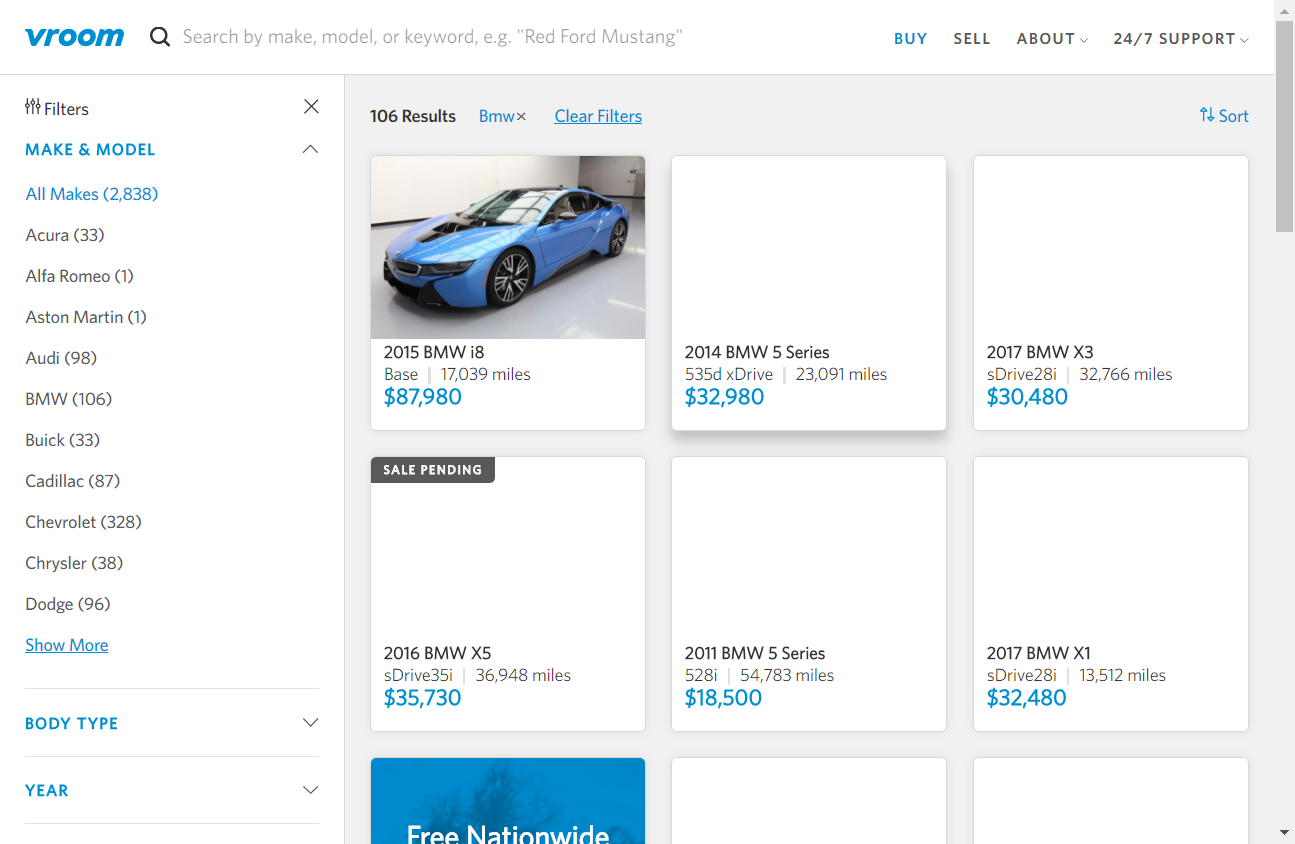 vroom
Search by make, model, or keyword, e.g. "Red Ford Mustang"
BUY
SELL
ABOUT
24/7 SUPPORT
Filters
MAKE & MODEL
All Makes (2,838)
Acura (33)
Alfa Romeo (1)
Aston Martin (1)
Audi (98)
BMW (106)
Buick (33)
Cadillac (87)
Chevrolet (328)
Chrysler (38)
Dodge (96)
Show More
BODY TYPE
YEAR
106 Results
Bmw×
Clear Filters
Sort
2015 BMW i8
Base | 17,039 miles
$87,980
2014 BMW 5 Series
535d xDrive | 23,091 miles
$32,980
2017 BMW X3
sDrive28i | 32,766 miles
$30,480
SALE PENDING
2016 BMW X5
sDrive35i | 36,948 miles
$35,730
2011 BMW 5 Series
528i | 54,783 miles
$18,500
2017 BMW X1
sDrive28i | 13,512 miles
$32,480
Free Nationwide